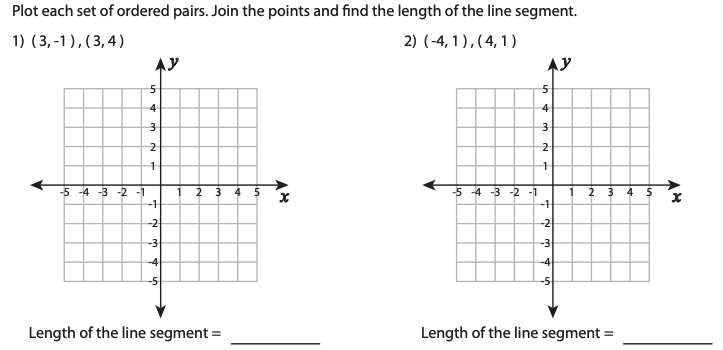 Plot each set of ordered pairs. Join the points and find the length of the line segment.
1) ( 3, -1 ) , ( 3, 4 )
2) ( -4, 1 ) , ( 4, 1 )
y
5
4
3
2
1
-5 -4 -3 -2 -1 1 2 3 4 5
x
-1
-2
-3
-4
-5
y
5
4
3
2
1
-5 -4 -3 -2 -1 1 2 3 4 5
x
-1
-2
-3
-4
-5
Length of the line segment =
Length of the line segment =